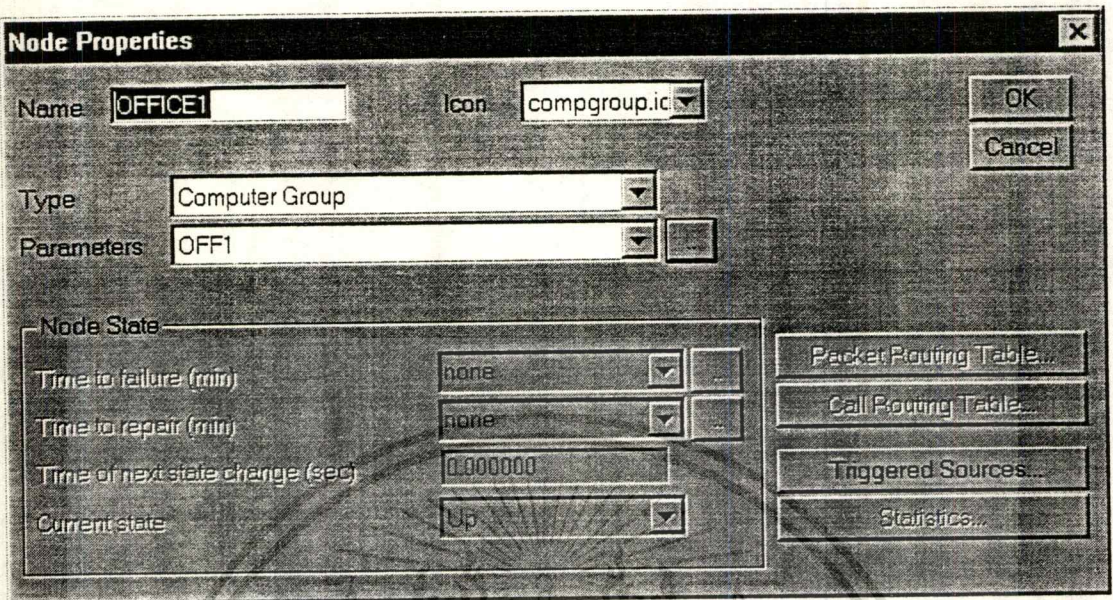 Node Properties
Name OFFICE1 Icon compgroup.ic OK
Cancel
Type Computer Group
Parameters OFF1 ...
Node State
Time to failure (min) none ... Packet Routing Table...
Time to repair (min) none ... Call Routing Table...
Time of next state change (sec) 0.000000 Triggered Sources...
Current state Up Statistics...